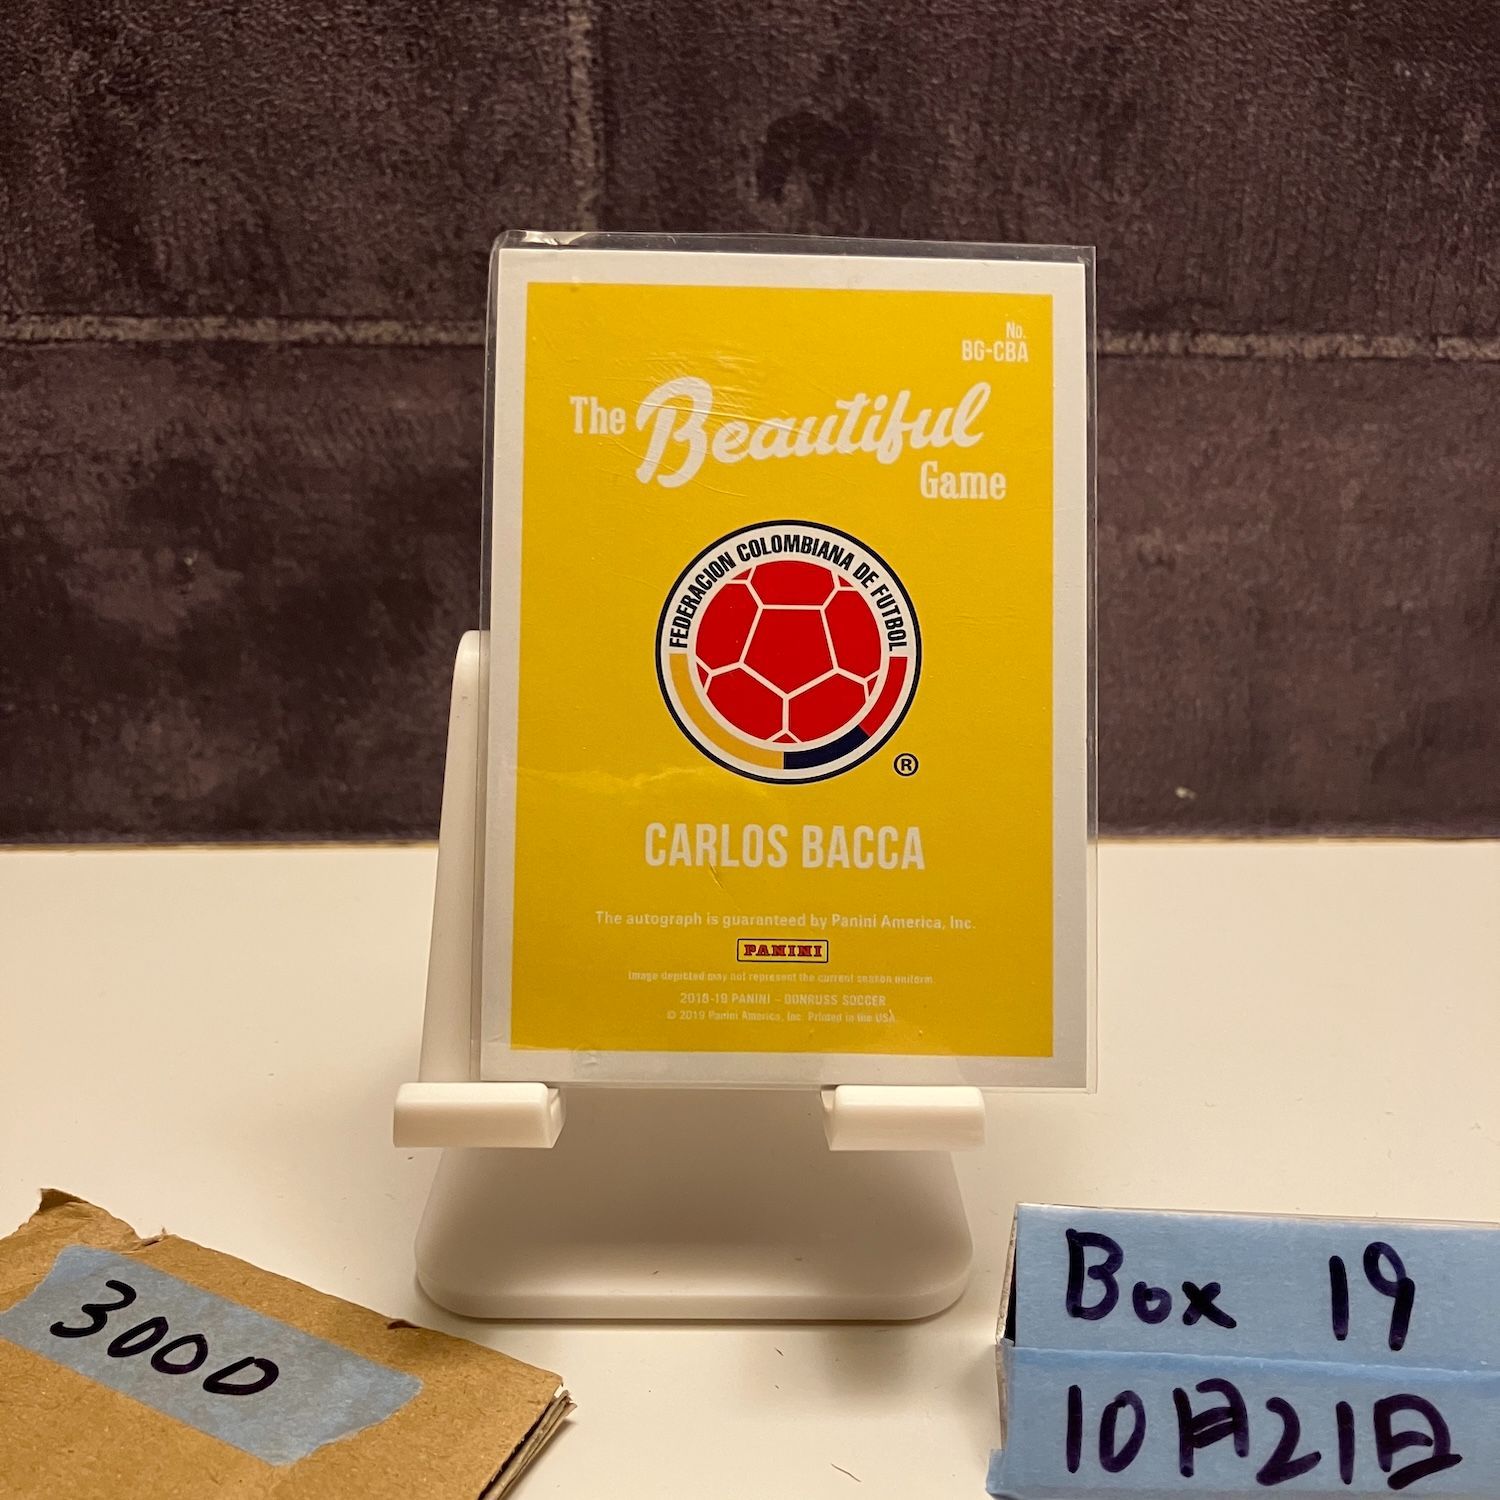 No.
BG-CBA
The Beautiful
Game
FEDERACION COLOMBIANA DE FUTBOL
®
CARLOS BACCA
The autograph is guaranteed by Panini America, Inc.
PANINI
Image depicted may not represent the current season uniform.
2018-19 PANINI - DONRUSS SOCCER
© 2019 Panini America, Inc. Printed in the USA.
3000
Box 19
10月21日